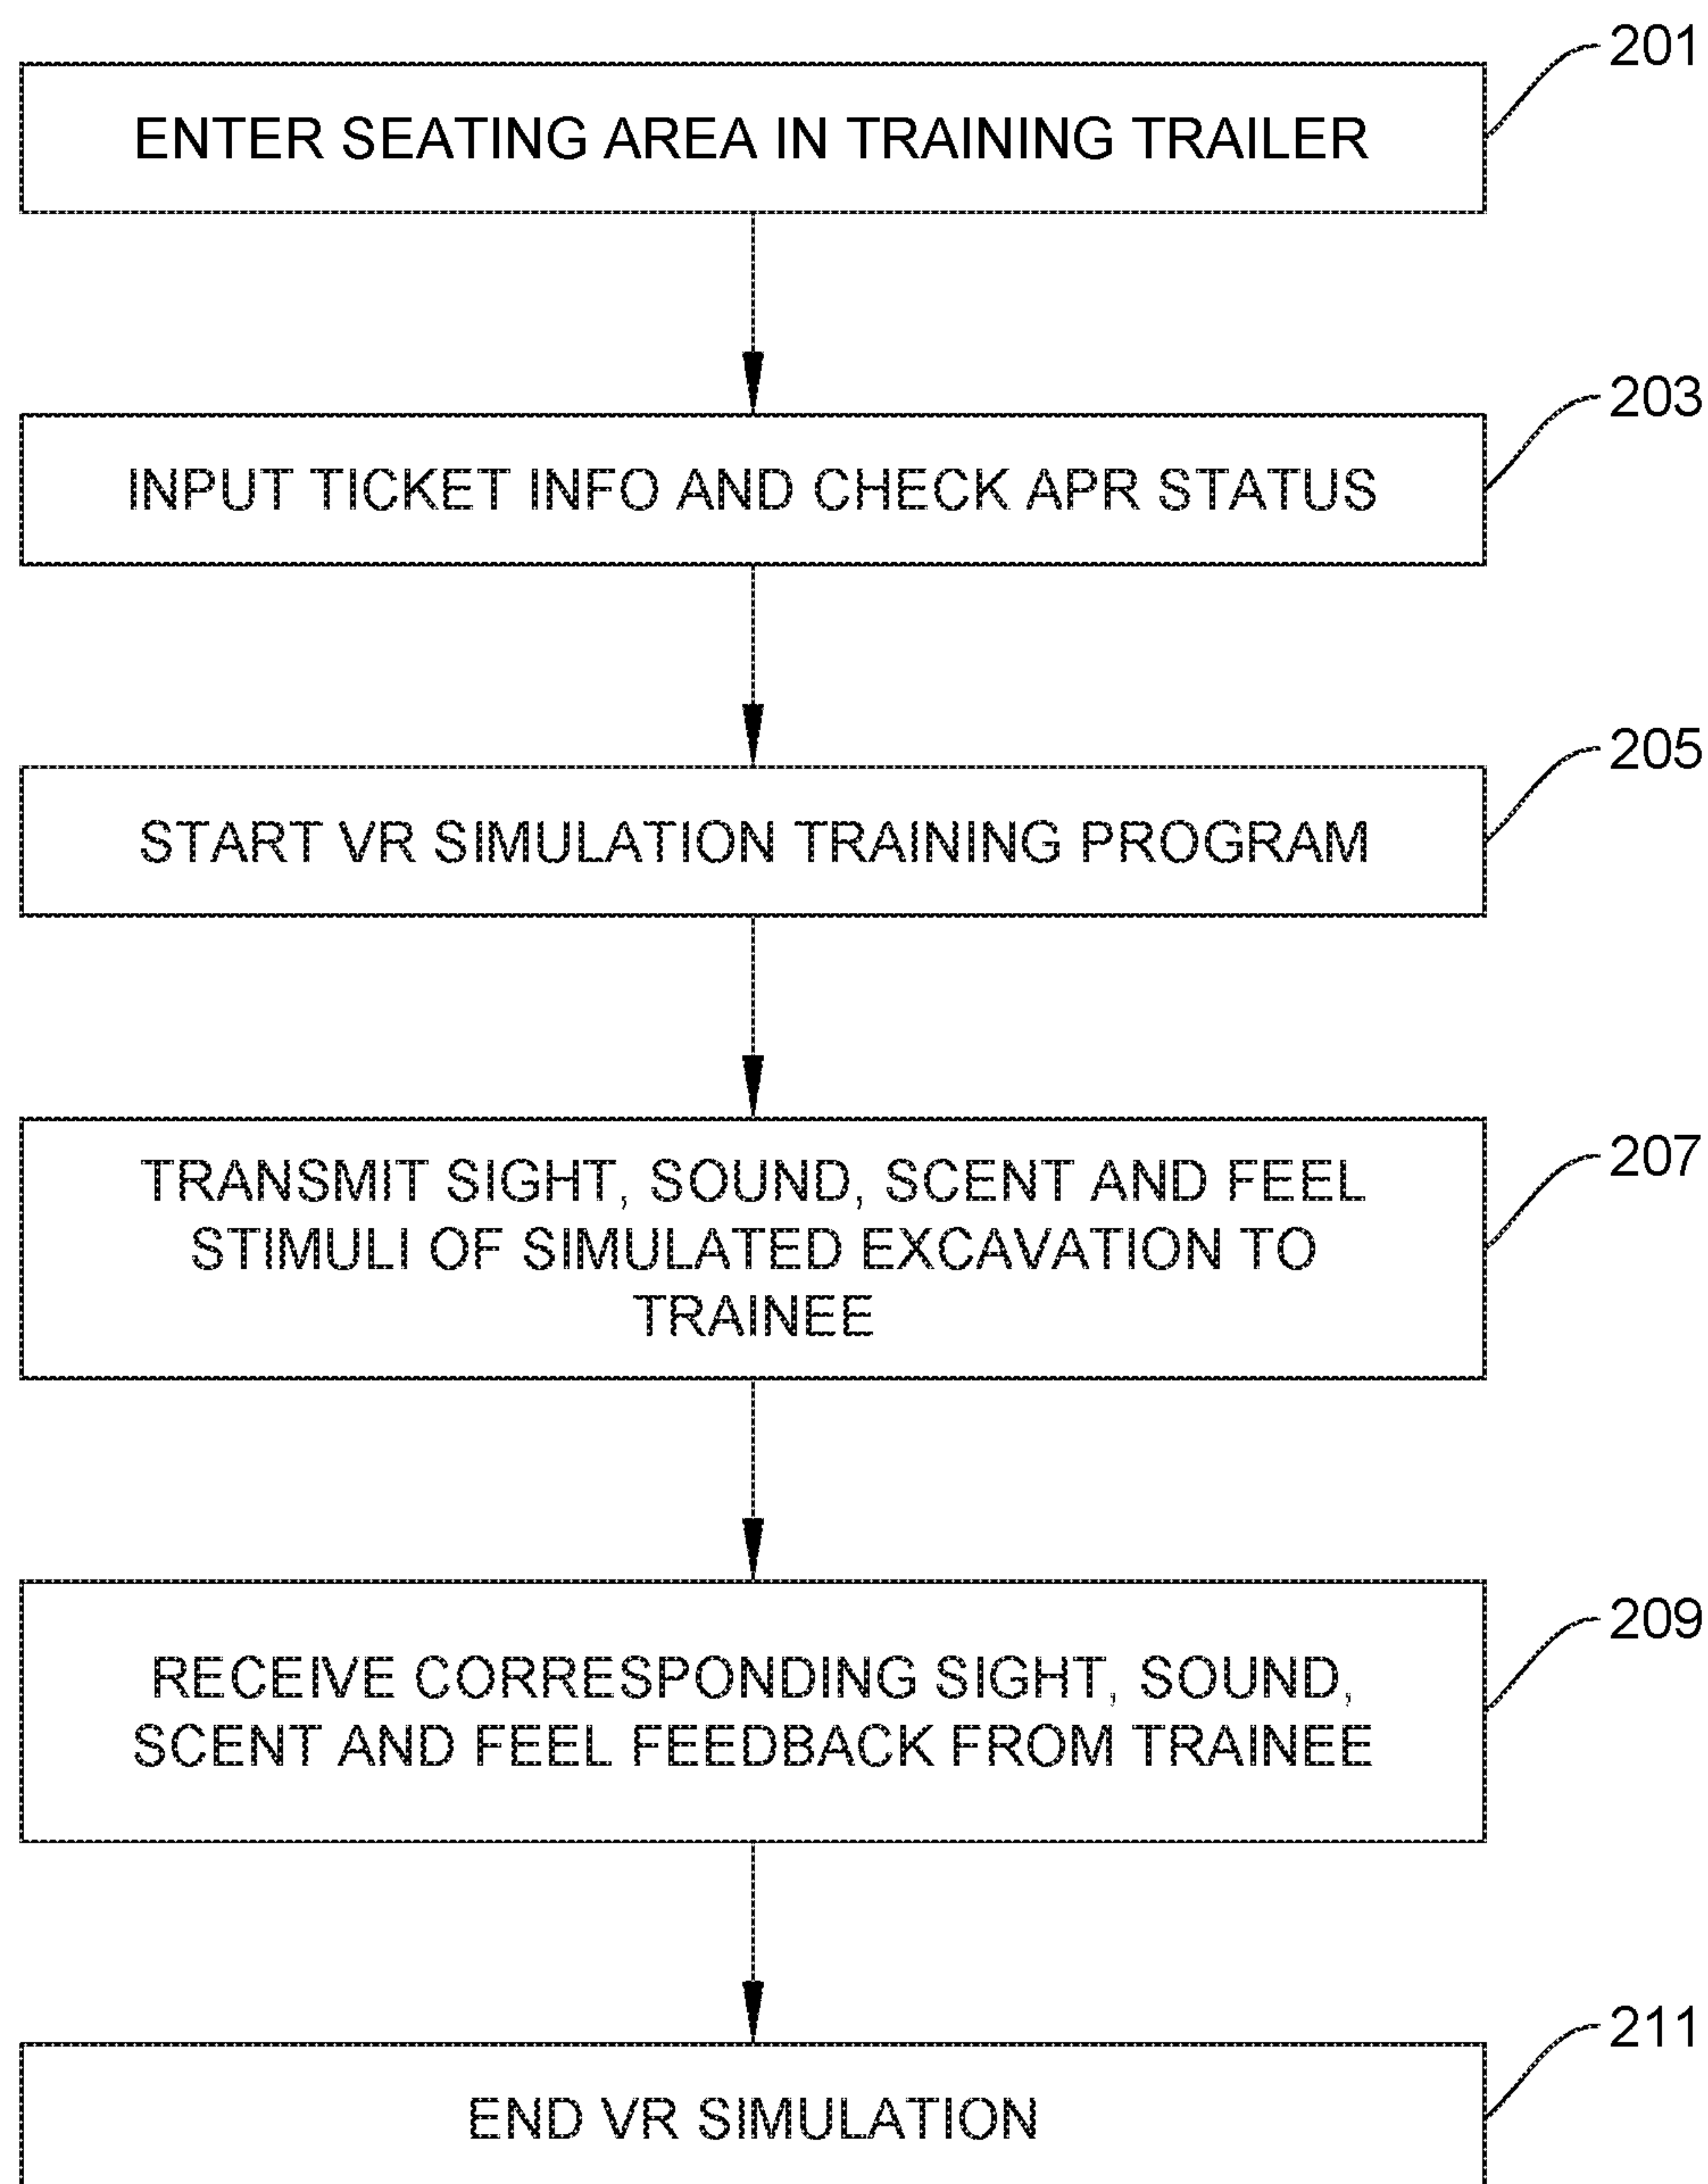 201
ENTER SEATING AREA IN TRAINING TRAILER
203
INPUT TICKET INFO AND CHECK APR STATUS
205
START VR SIMULATION TRAINING PROGRAM
207
TRANSMIT SIGHT, SOUND, SCENT AND FEEL
STIMULI OF SIMULATED EXCAVATION TO
TRAINEE
209
RECEIVE CORRESPONDING SIGHT, SOUND,
SCENT AND FEEL FEEDBACK FROM TRAINEE
211
END VR SIMULATION